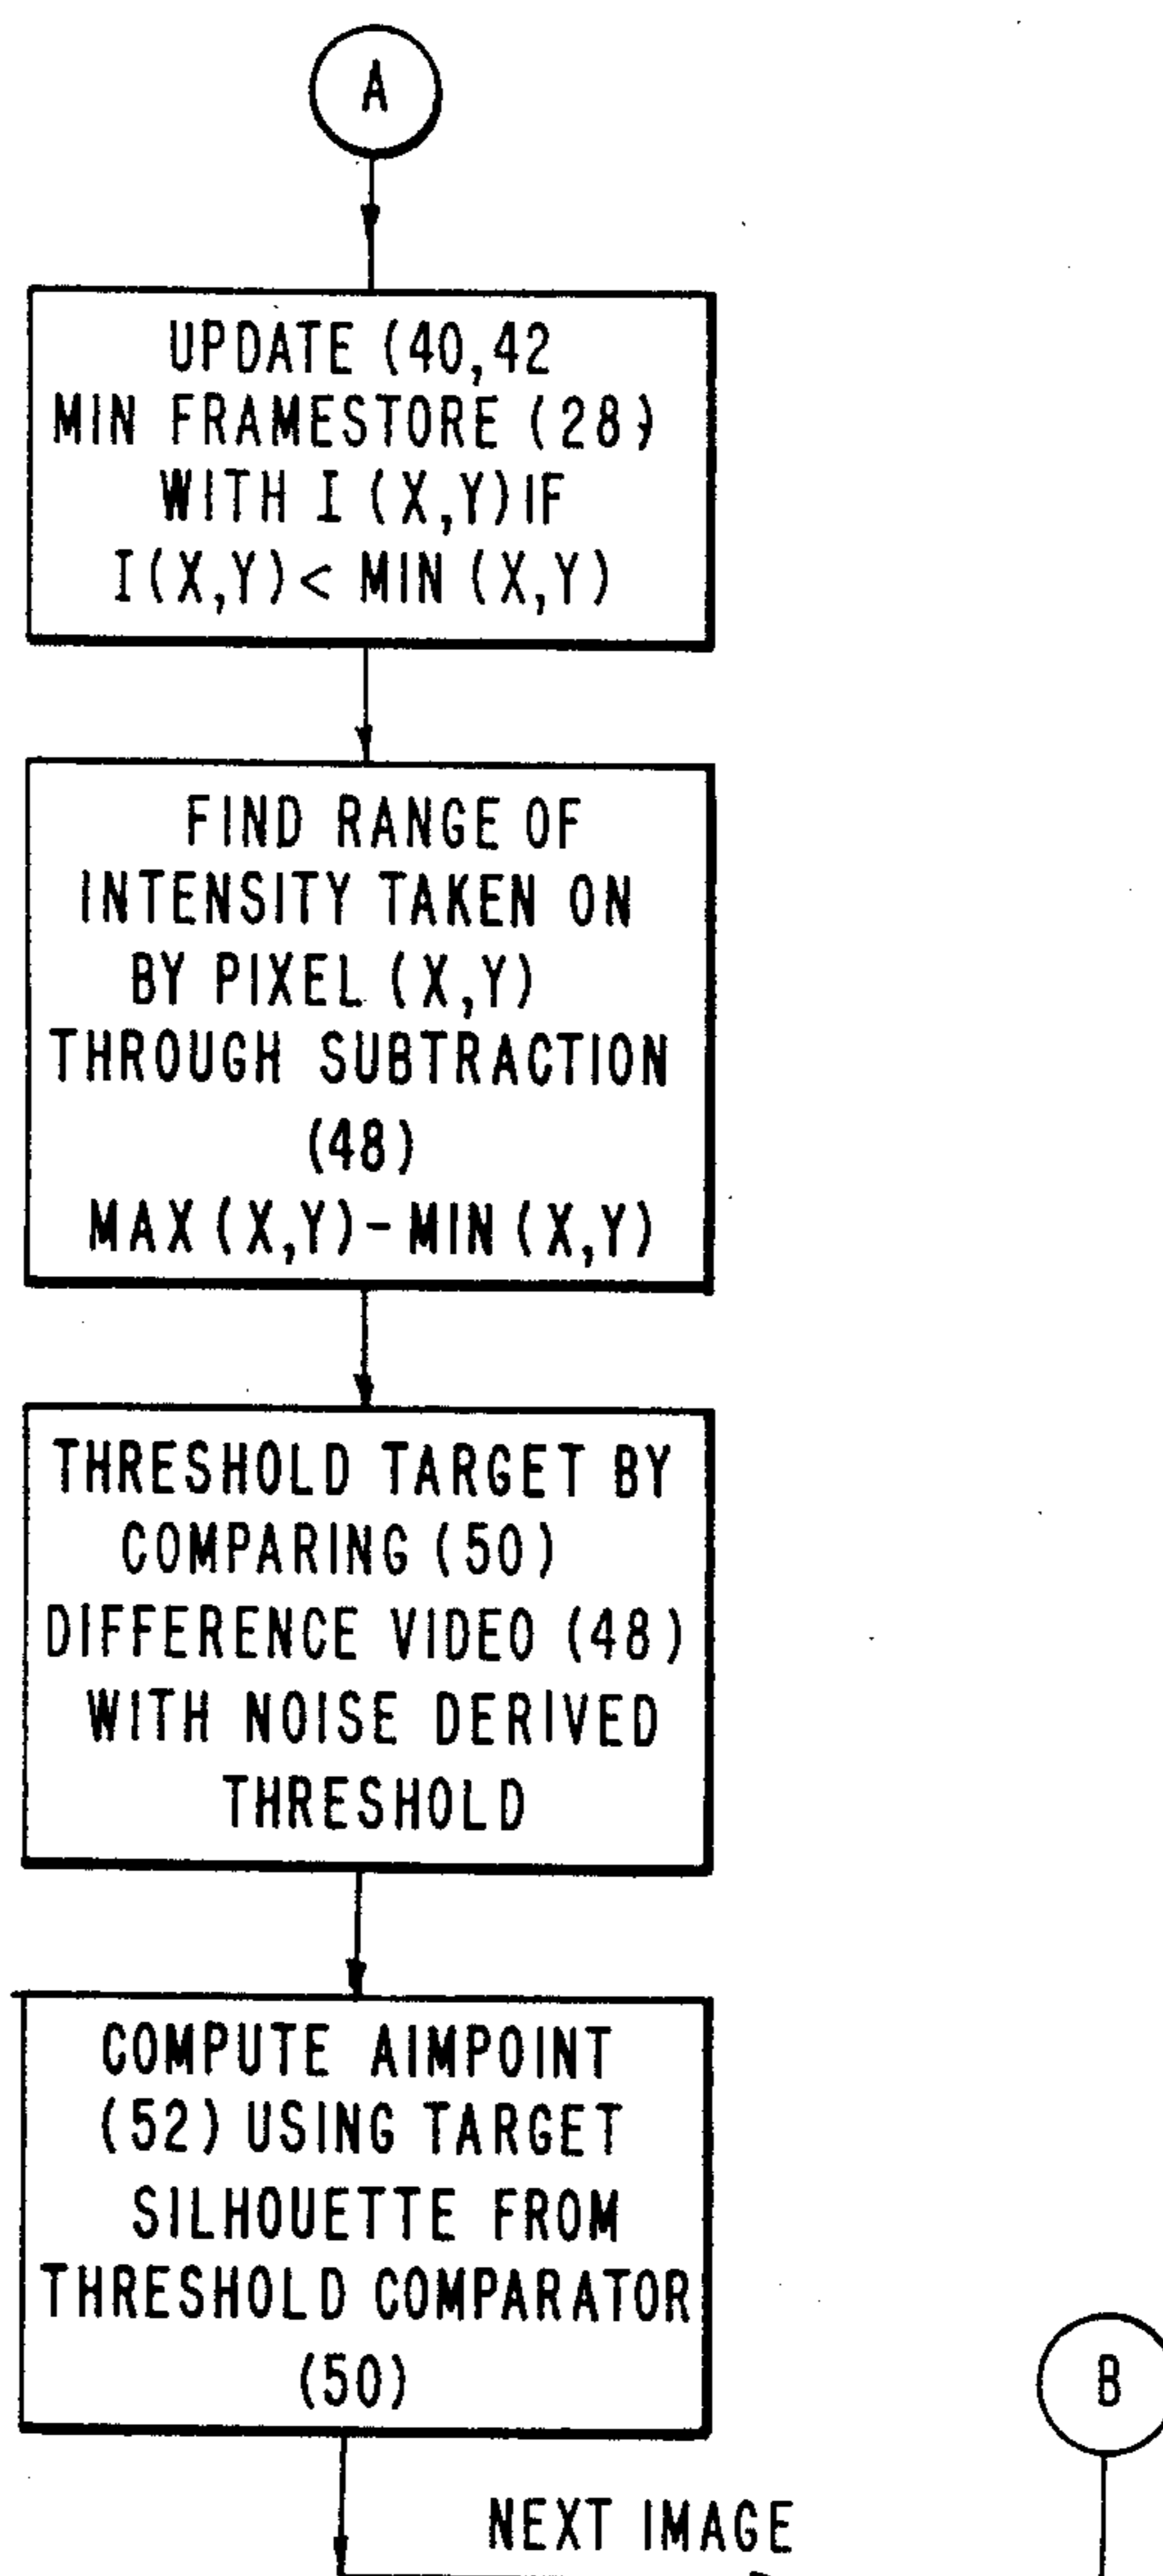 A
UPDATE (40,42
MIN FRAMESTORE (28)
WITH I (X,Y) IF
I(X,Y) < MIN (X,Y)
FIND RANGE OF
INTENSITY TAKEN ON
BY PIXEL (X,Y)
THROUGH SUBTRACTION
(48)
MAX (X,Y) - MIN (X,Y)
THRESHOLD TARGET BY
COMPARING (50)
DIFFERENCE VIDEO (48)
WITH NOISE DERIVED
THRESHOLD
COMPUTE AIMPOINT
(52) USING TARGET
SILHOUETTE FROM
THRESHOLD COMPARATOR
(50)
B
NEXT IMAGE